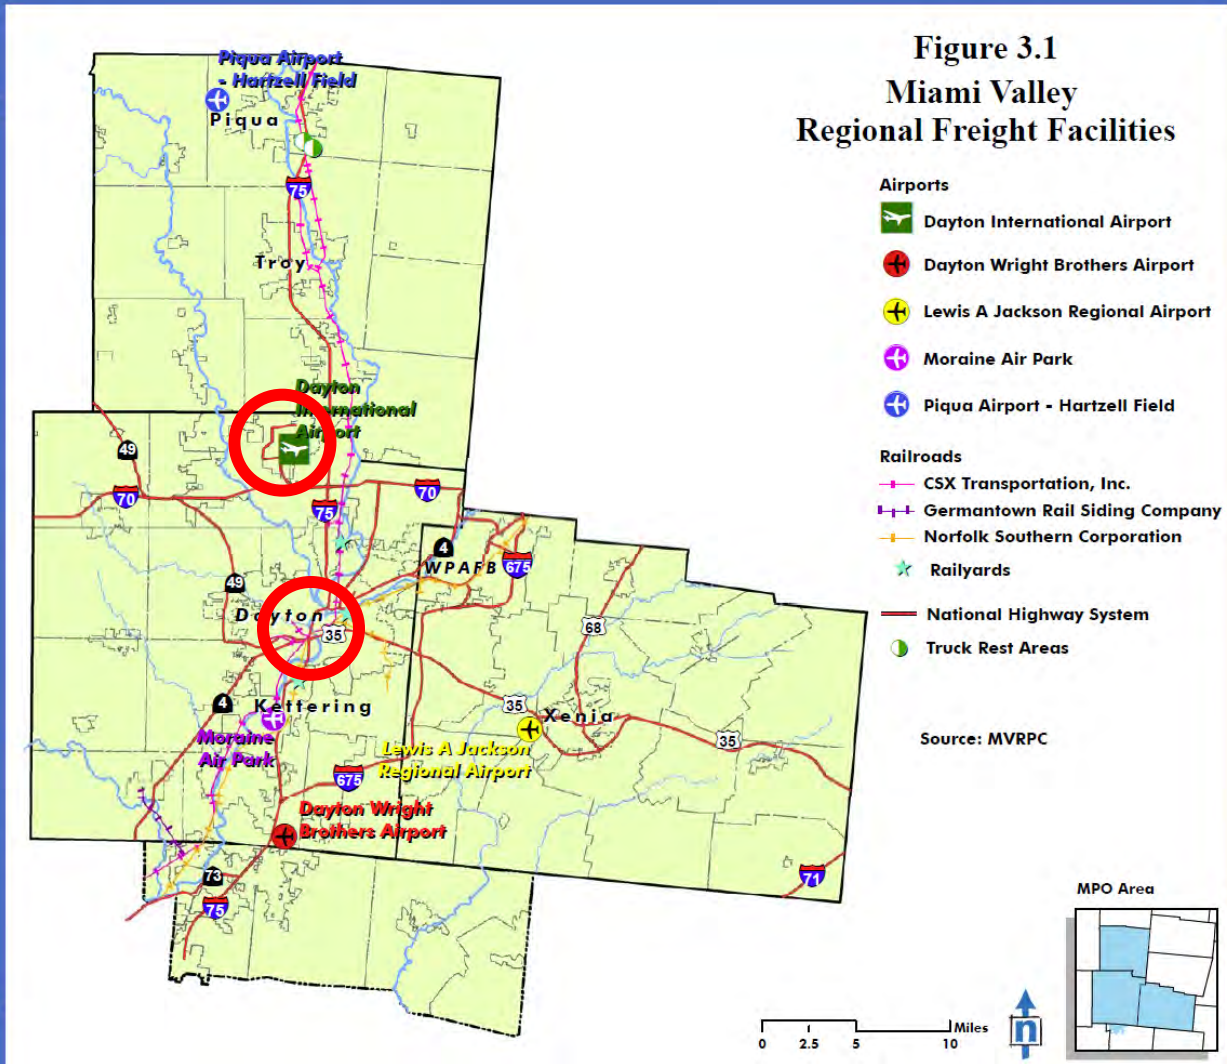 Figure 3.1
Miami Valley
Regional Freight Facilities
Airports
Dayton International Airport
Dayton Wright Brothers Airport
Lewis A Jackson Regional Airport
Moraine Air Park
Piqua Airport - Hartzell Field
Railroads
CSX Transportation, Inc.
Germantown Rail Siding Company
Norfolk Southern Corporation
Railyards
National Highway System
Truck Rest Areas
Source: MVRPC
Piqua Airport
- Hartzell Field
Piqua
75
Troy
Dayton
International
Airport
49
70
70
75
4
WPAFB
675
49
Dayton
35
68
4
Kettering
35
Xenia
Moraine
Air Park
Lewis A Jackson
Regional Airport
35
675
Dayton Wright
Brothers Airport
73
71
75
MPO Area
Miles
0 2.5 5 10
n